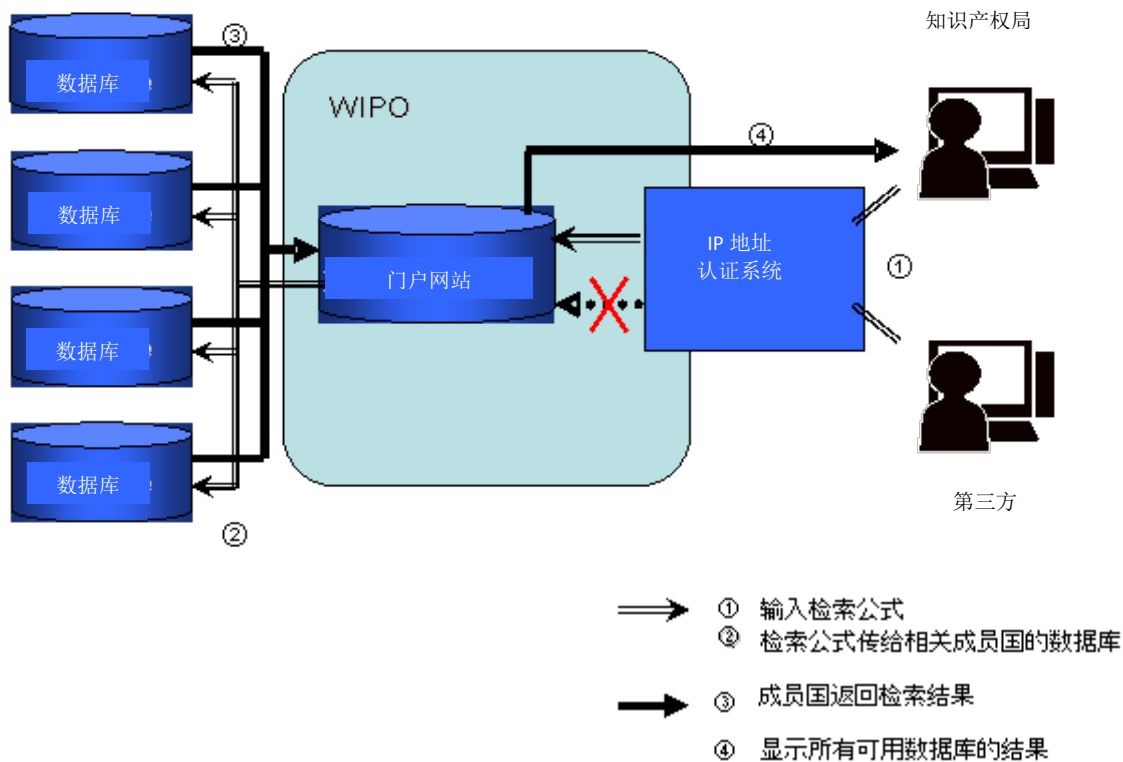 知识产权局
③
数据库
WIPO
④
数据库
IP 地址
认证系统
①
门户网站
数据库
数据库
第三方
②
① 输入检索公式
② 检索公式传给相关成员国的数据库
③ 成员国返回检索结果
④ 显示所有可用数据库的结果